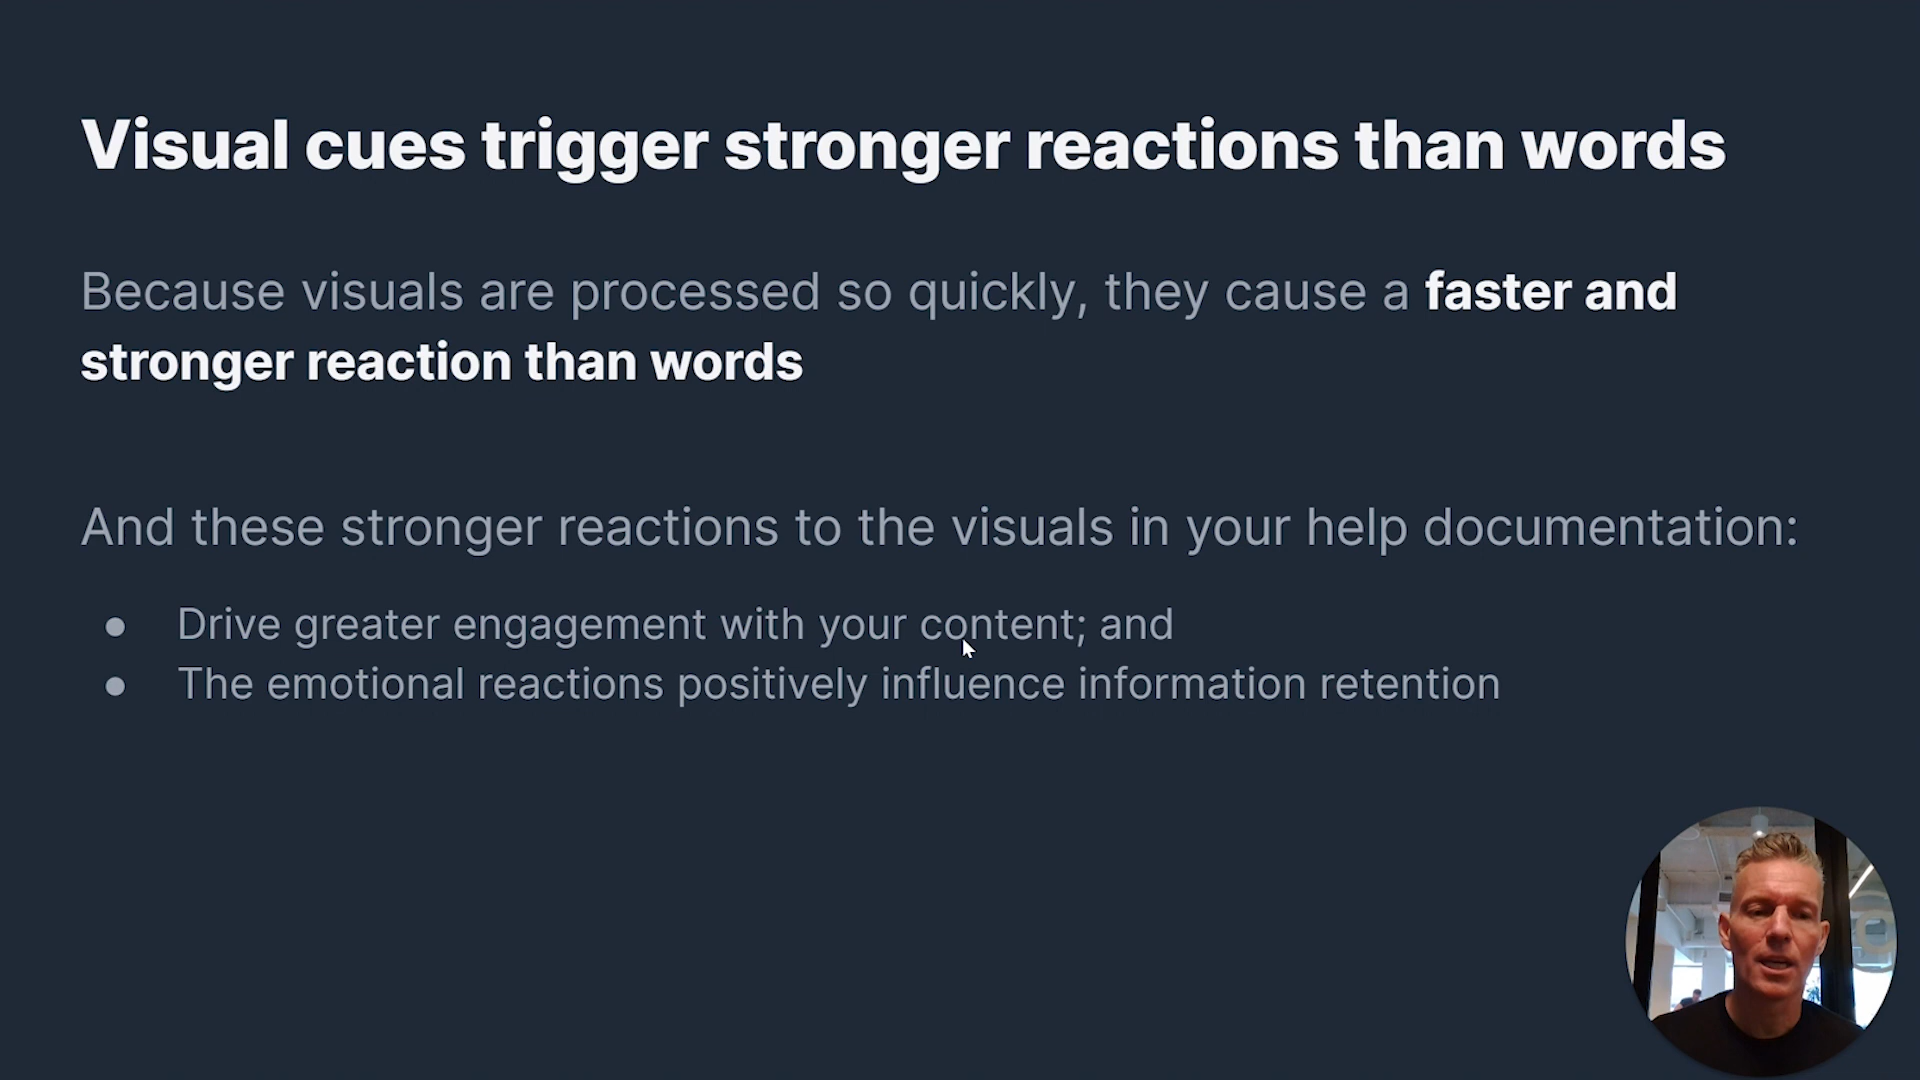 Visual cues trigger stronger reactions than words
Because visuals are processed so quickly, they cause a faster and
stronger reaction than words
And these stronger reactions to the visuals in your help documentation:
● Drive greater engagement with your content; and
● The emotional reactions positively influence information retention